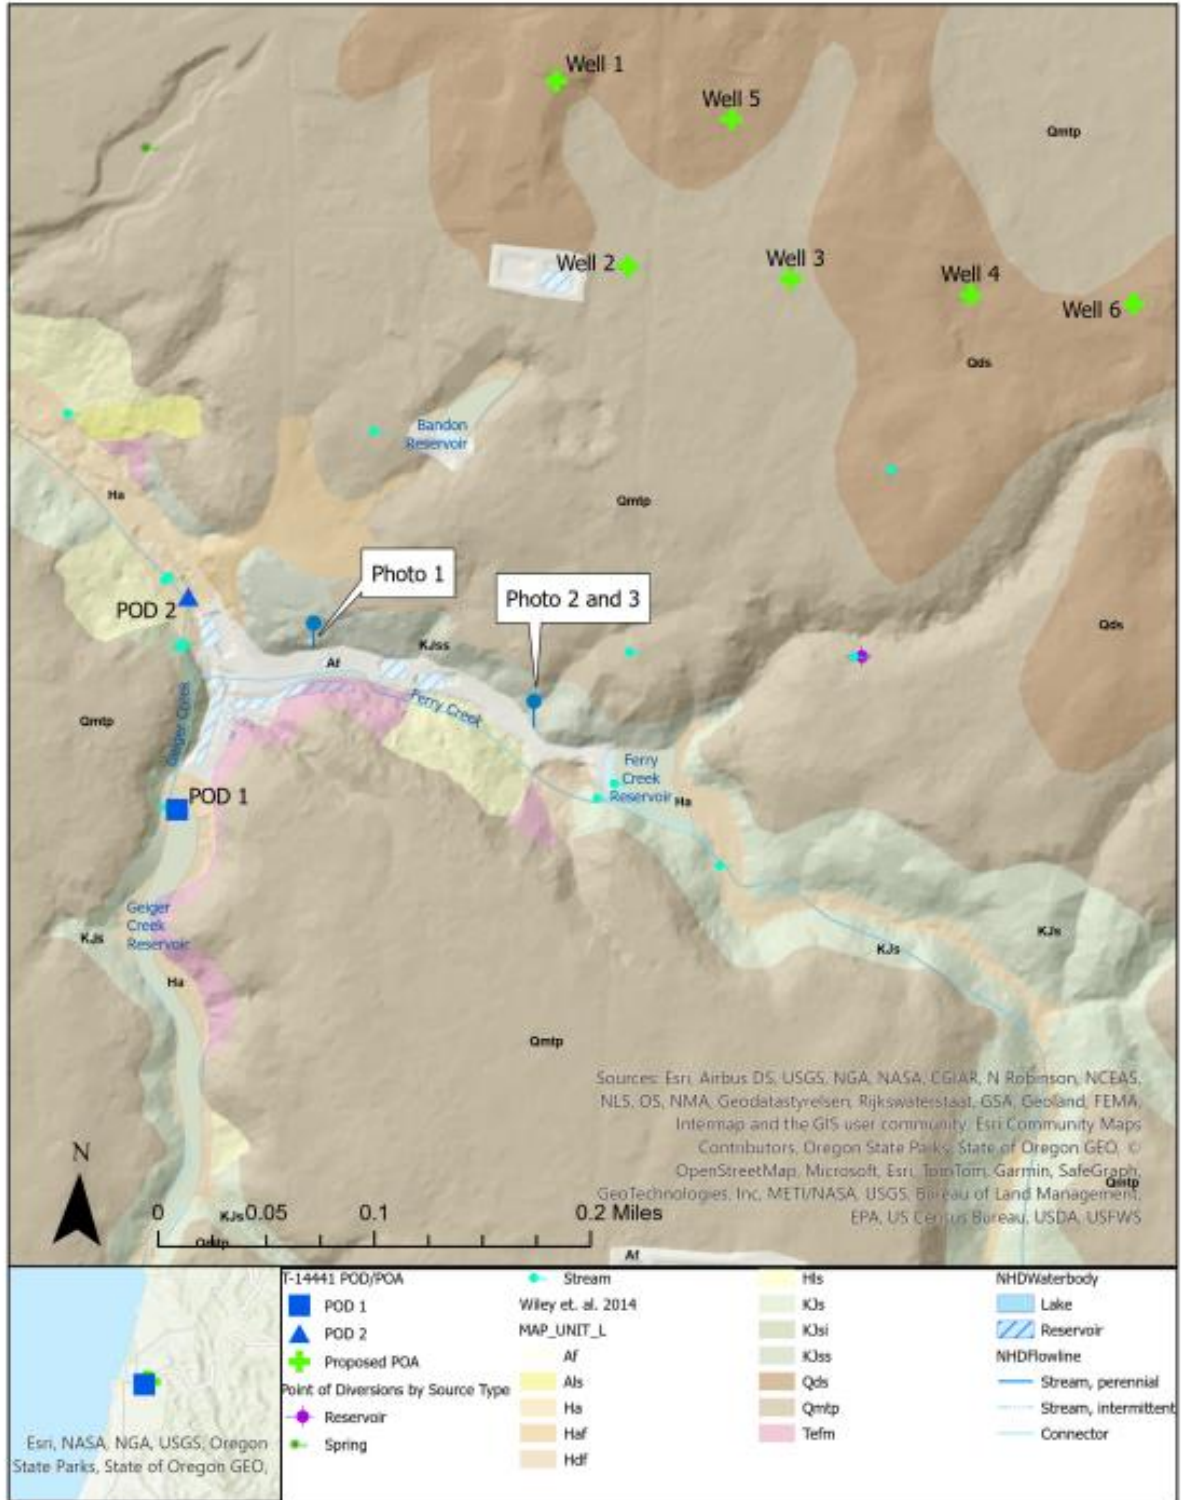 Well 1
Well 5
Qmtp
Well 2
Well 3
Well 4
Well 6
Qds
Bandon
Reservoir
Ha
Qmtp
Photo 1
Photo 2 and 3
POD 2
KJss
Qds
Af
Geiger Creek
Ferry Creek
Qmtp
POD 1
Ferry
Creek
Reservoir
Ha
Geiger
Creek
Reservoir
KJs
KJs
KJs
Ha
Qmtp
Sources: Esri, Airbus DS, USGS, NGA, NASA, CGIAR, N Robinson, NCEAS,
NLS, OS, NMA, Geodatastyrelsen, Rijkswaterstaat, GSA, Geoland, FEMA,
Intermap and the GIS user community, Esri Community Maps
Contributors, Oregon State Parks, State of Oregon GEO, ©
OpenStreetMap, Microsoft, Esri, TomTom, Garmin, SafeGraph,
GeoTechnologies, Inc, METI/NASA, USGS, Bureau of Land Management,
EPA, US Census Bureau, USDA, USFWS
Qmtp
N
0 0.05 0.1 0.2 Miles
KJs
Qmtp
Af
Esri, NASA, NGA, USGS, Oregon
State Parks, State of Oregon GEO,
T-14441 POD/POA
POD 1
POD 2
Proposed POA
Point of Diversions by Source Type
Reservoir
Spring
Stream
Wiley et. al. 2014
MAP_UNIT_L
Af
Als
Ha
Haf
Hdf
Hls
KJs
KJsi
KJss
Qds
Qmtp
Tefm
NHDWaterbody
Lake
Reservoir
NHDFlowline
Stream, perennial
Stream, intermittent
Connector